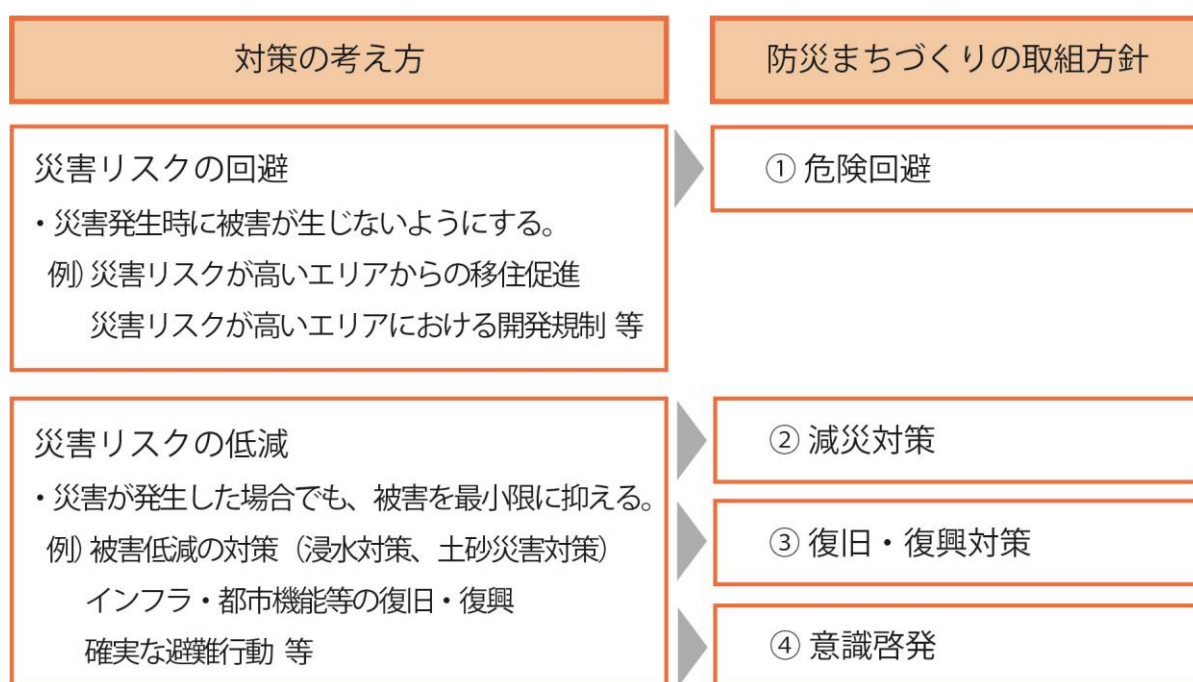 対策の考え方
防災まちづくりの取組方針
災害リスクの回避
・災害発生時に被害が生じないようにする。
例）災害リスクが高いエリアからの移住促進
災害リスクが高いエリアにおける開発規制 等
① 危険回避
災害リスクの低減
・災害が発生した場合でも、被害を最小限に抑える。
例）被害低減の対策（浸水対策、土砂災害対策）
インフラ・都市機能等の復旧・復興
確実な避難行動 等
② 減災対策
③ 復旧・復興対策
④ 意識啓発